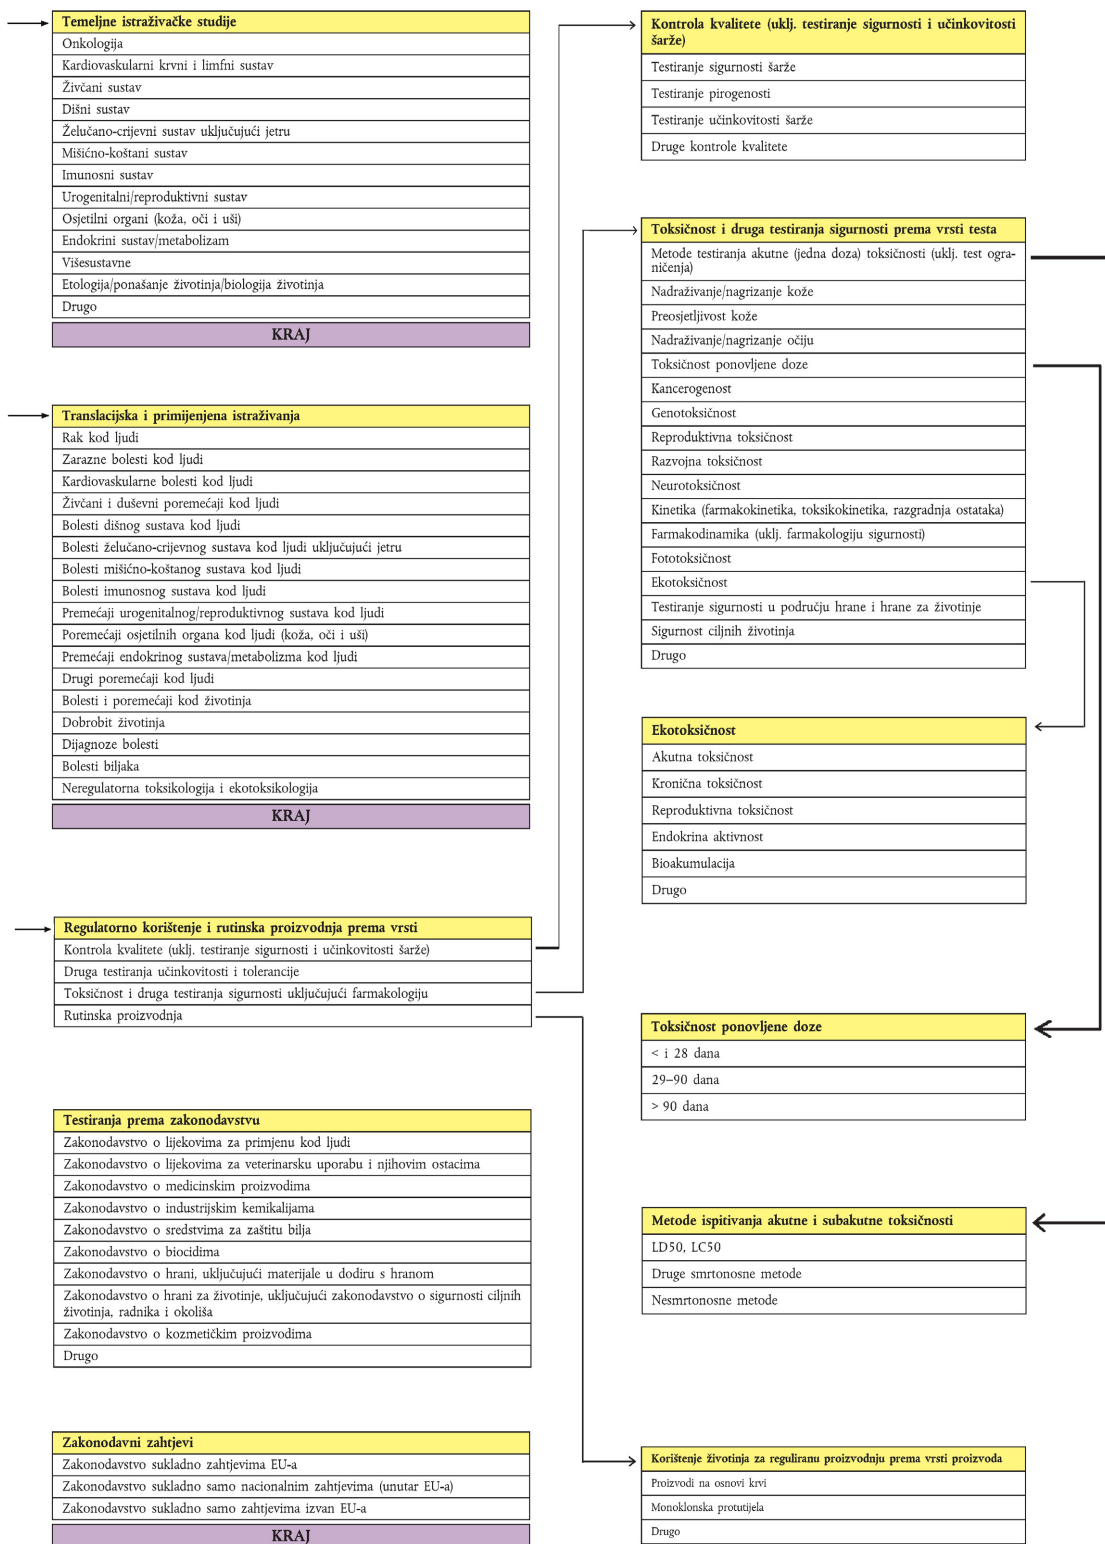 Temeljne istraživačke studije
Onkologija
Kardiovaskularni krvni i limfni sustav
Živčani sustav
Dišni sustav
Želučano-crijevni sustav uključujući jetru
Mišićno-koštani sustav
Imunosni sustav
Urogenitalni/reproduktivni sustav
Osjetilni organi (koža, oči i uši)
Endokrini sustav/metabolizam
Višesustavne
Etologija/ponašanje životinja/biologija životinja
Drugo
KRAJ
Translacijska i primijenjena istraživanja
Rak kod ljudi
Zarazne bolesti kod ljudi
Kardiovaskularne bolesti kod ljudi
Živčani i duševni poremećaji kod ljudi
Bolesti dišnog sustava kod ljudi
Bolesti želučano-crijevnog sustava kod ljudi uključujući jetru
Bolesti mišićno-koštanog sustava kod ljudi
Bolesti imunosnog sustava kod ljudi
Premećaji urogenitalnog/reproduktivnog sustava kod ljudi
Poremećaji osjetilnih organa kod ljudi (koža, oči i uši)
Premećaji endokrinog sustava/metabolizma kod ljudi
Drugi poremećaji kod ljudi
Bolesti i poremećaji kod životinja
Dobrobit životinja
Dijagnoze bolesti
Bolesti biljaka
Neregulatorna toksikologija i ekotoksikologija
KRAJ
Regulatorno korištenje i rutinska proizvodnja prema vrsti
Kontrola kvalitete (uklj. testiranje sigurnosti i učinkovitosti šarže)
Druga testiranja učinkovitosti i tolerancije
Toksičnost i druga testiranja sigurnosti uključujući farmakologiju
Rutinska proizvodnja
Testiranja prema zakonodavstvu
Zakonodavstvo o lijekovima za primjenu kod ljudi
Zakonodavstvo o lijekovima za veterinarsku uporabu i njihovim ostacima
Zakonodavstvo o medicinskim proizvodima
Zakonodavstvo o industrijskim kemikalijama
Zakonodavstvo o sredstvima za zaštitu bilja
Zakonodavstvo o biocidima
Zakonodavstvo o hrani, uključujući materijale u dodiru s hranom
Zakonodavstvo o hrani za životinje, uključujući zakonodavstvo o sigurnosti ciljnih
životinja, radnika i okoliša
Zakonodavstvo o kozmetičkim proizvodima
Drugo
Zakonodavni zahtjevi
Zakonodavstvo sukladno zahtjevima EU-a
Zakonodavstvo sukladno samo nacionalnim zahtjevima (unutar EU-a)
Zakonodavstvo sukladno samo zahtjevima izvan EU-a
KRAJ
Kontrola kvalitete (uklj. testiranje sigurnosti i učinkovitosti
šarže)
Testiranje sigurnosti šarže
Testiranje pirogenosti
Testiranje učinkovitosti šarže
Druge kontrole kvalitete
Toksičnost i druga testiranja sigurnosti prema vrsti testa
Metode testiranja akutne (jedna doza) toksičnosti (uklj. test ogra-
ničenja)
Nadraživanje/nagrizanje kože
Preosjetljivost kože
Nadraživanje/nagrizanje očiju
Toksičnost ponovljene doze
Kancerogenost
Genotoksičnost
Reproduktivna toksičnost
Razvojna toksičnost
Neurotoksičnost
Kinetika (farmakokinetika, toksikokinetika, razgradnja ostataka)
Farmakodinamika (uklj. farmakologiju sigurnosti)
Fototoksičnost
Ekotoksičnost
Testiranje sigurnosti u području hrane i hrane za životinje
Sigurnost ciljnih životinja
Drugo
Ekotoksičnost
Akutna toksičnost
Kronična toksičnost
Reproduktivna toksičnost
Endokrina aktivnost
Bioakumulacija
Drugo
Toksičnost ponovljene doze
< i 28 dana
29–90 dana
> 90 dana
Metode ispitivanja akutne i subakutne toksičnosti
LD50, LC50
Druge smrtonosne metode
Nesmrtonosne metode
Korištenje životinja za reguliranu proizvodnju prema vrsti proizvoda
Proizvodi na osnovi krvi
Monoklonska protutijela
Drugo